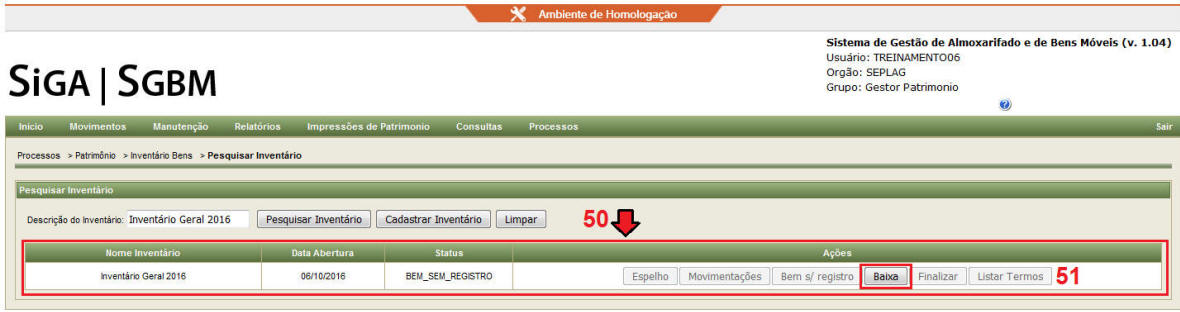 Ambiente de Homologação
Sistema de Gestão de Almoxarifado e de Bens Móveis (v. 1.04)
Usuário: TREINAMENTO06
Orgão: SEPLAG
Grupo: Gestor Patrimonio
SIGA | SGBM
?
Inicio Movimentos Manutenção Relatórios Impressões de Patrimonio Consultas Processos Sair
Processos > Patrimônio > Inventário Bens > Pesquisar Inventário
Pesquisar Inventário
Descrição do Inventário: Inventário Geral 2016 Pesquisar Inventário Cadastrar Inventário Limpar 50
Nome Inventário Data Abertura Status Ações
Inventário Geral 2016 06/10/2016 BEM_SEM_REGISTRO Espelho Movimentações Bem s/ registro Baixa Finalizar Listar Termos 51